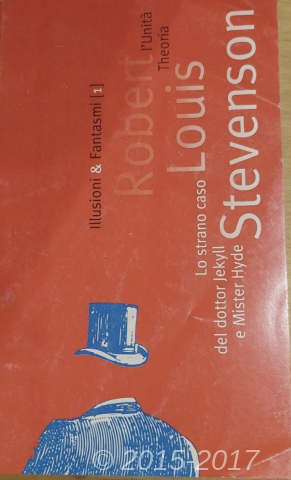 Illusioni & Fantasmi [1]
Robert
l'Unità
Theoria
Louis
Stevenson
Lo strano caso
del dottor Jekyll
e Mister Hyde
© 2015-2017